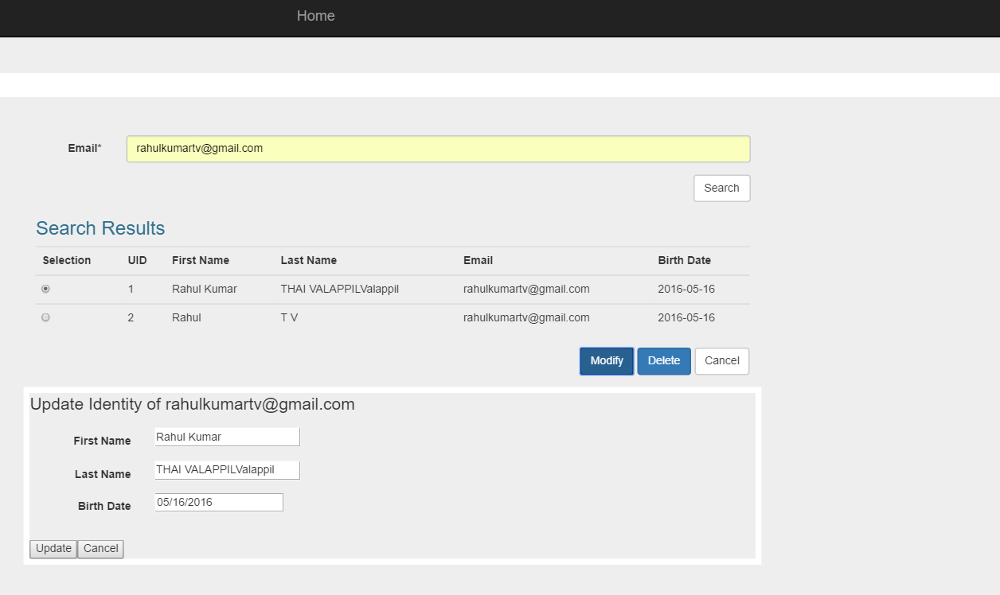 Home
Email* rahulkumartv@gmail.com
Search
Search Results
Selection UID First Name Last Name Email Birth Date
1 Rahul Kumar THAI VALAPPILValappil rahulkumartv@gmail.com 2016-05-16
2 Rahul T V rahulkumartv@gmail.com 2016-05-16
Modify Delete Cancel
Update Identity of rahulkumartv@gmail.com
First Name Rahul Kumar
Last Name THAI VALAPPILValappil
Birth Date 05/16/2016
Update Cancel